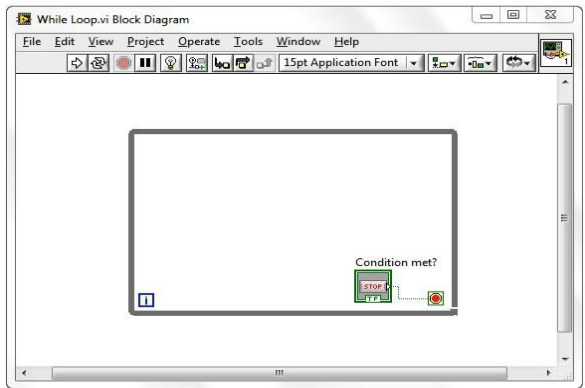 While Loop.vi Block Diagram
File Edit View Project Operate Tools Window Help
15pt Application Font
1
Condition met?
STOP
TF
i